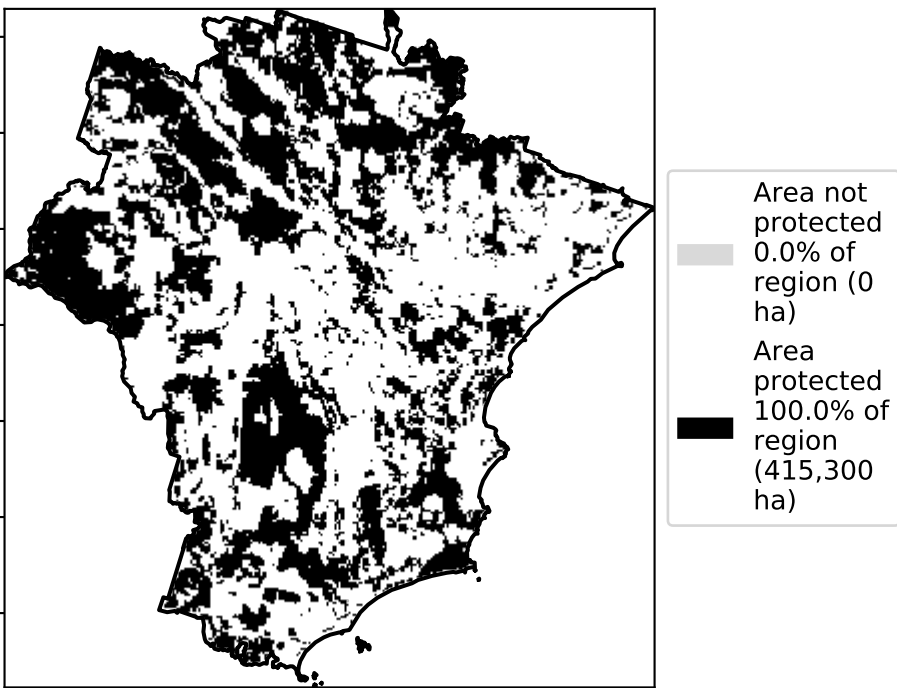 Area not
protected
0.0% of
region (0
ha)
Area
protected
100.0% of
region
(415,300
ha)